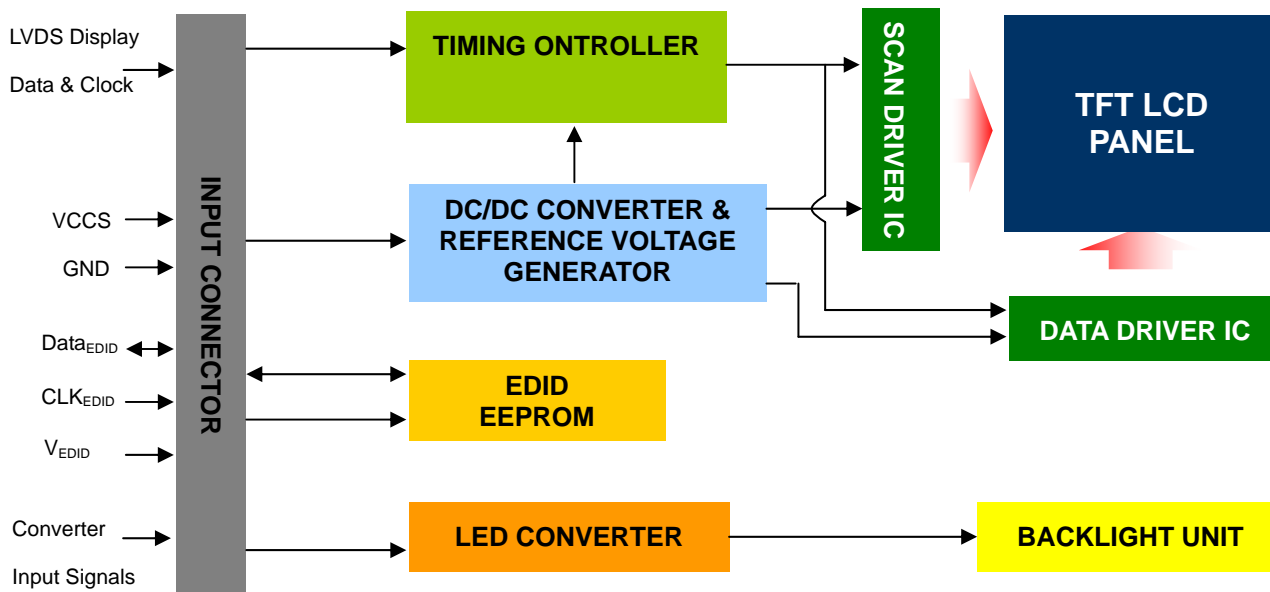 LVDS Display
Data & Clock
VCCS
GND
DataEDID
CLKEDID
VEDID
Converter
Input Signals
INPUT CONNECTOR
TIMING ONTROLLER
DC/DC CONVERTER &
REFERENCE VOLTAGE
GENERATOR
EDID
EEPROM
LED CONVERTER
SCAN DRIVER IC
TFT LCD
PANEL
DATA DRIVER IC
BACKLIGHT UNIT